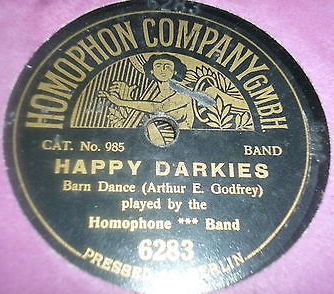 HOMOPHON COMPANY GMBH
CAT. No. 985 BAND
HAPPY DARKIES
Barn Dance (Arthur E. Godfrey)
played by the
Homophone *** Band
6283
PRESSED BERLIN